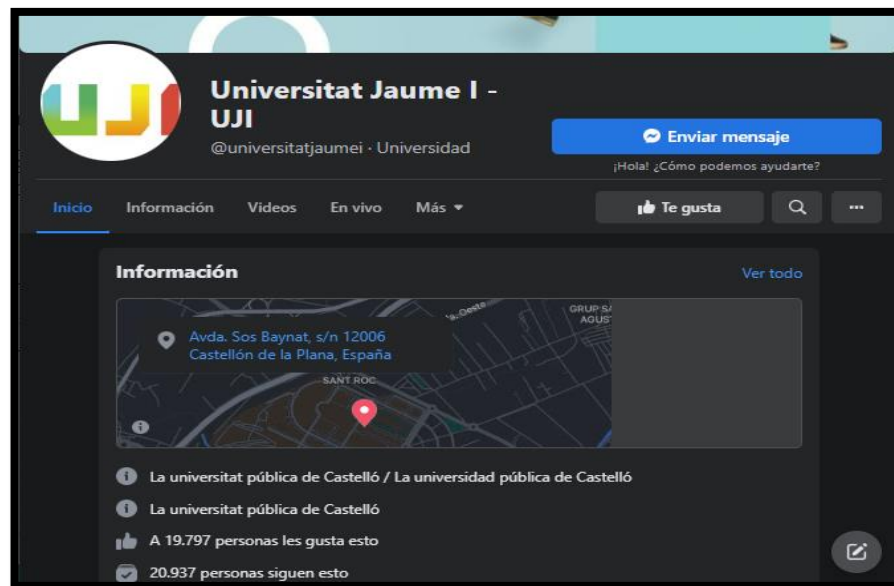 UJI
Universitat Jaume I -
UJI
@universitatjaumei · Universidad
Enviar mensaje
¡Hola! ¿Cómo podemos ayudarte?
Inicio Información Videos En vivo Más
Te gusta
Información
Ver todo
Avda. Sos Baynat, s/n 12006
Castellón de la Plana, España
SANT ROC
La universitat pública de Castelló / La universidad pública de Castelló
La universitat pública de Castelló
A 19.797 personas les gusta esto
20.937 personas siguen esto